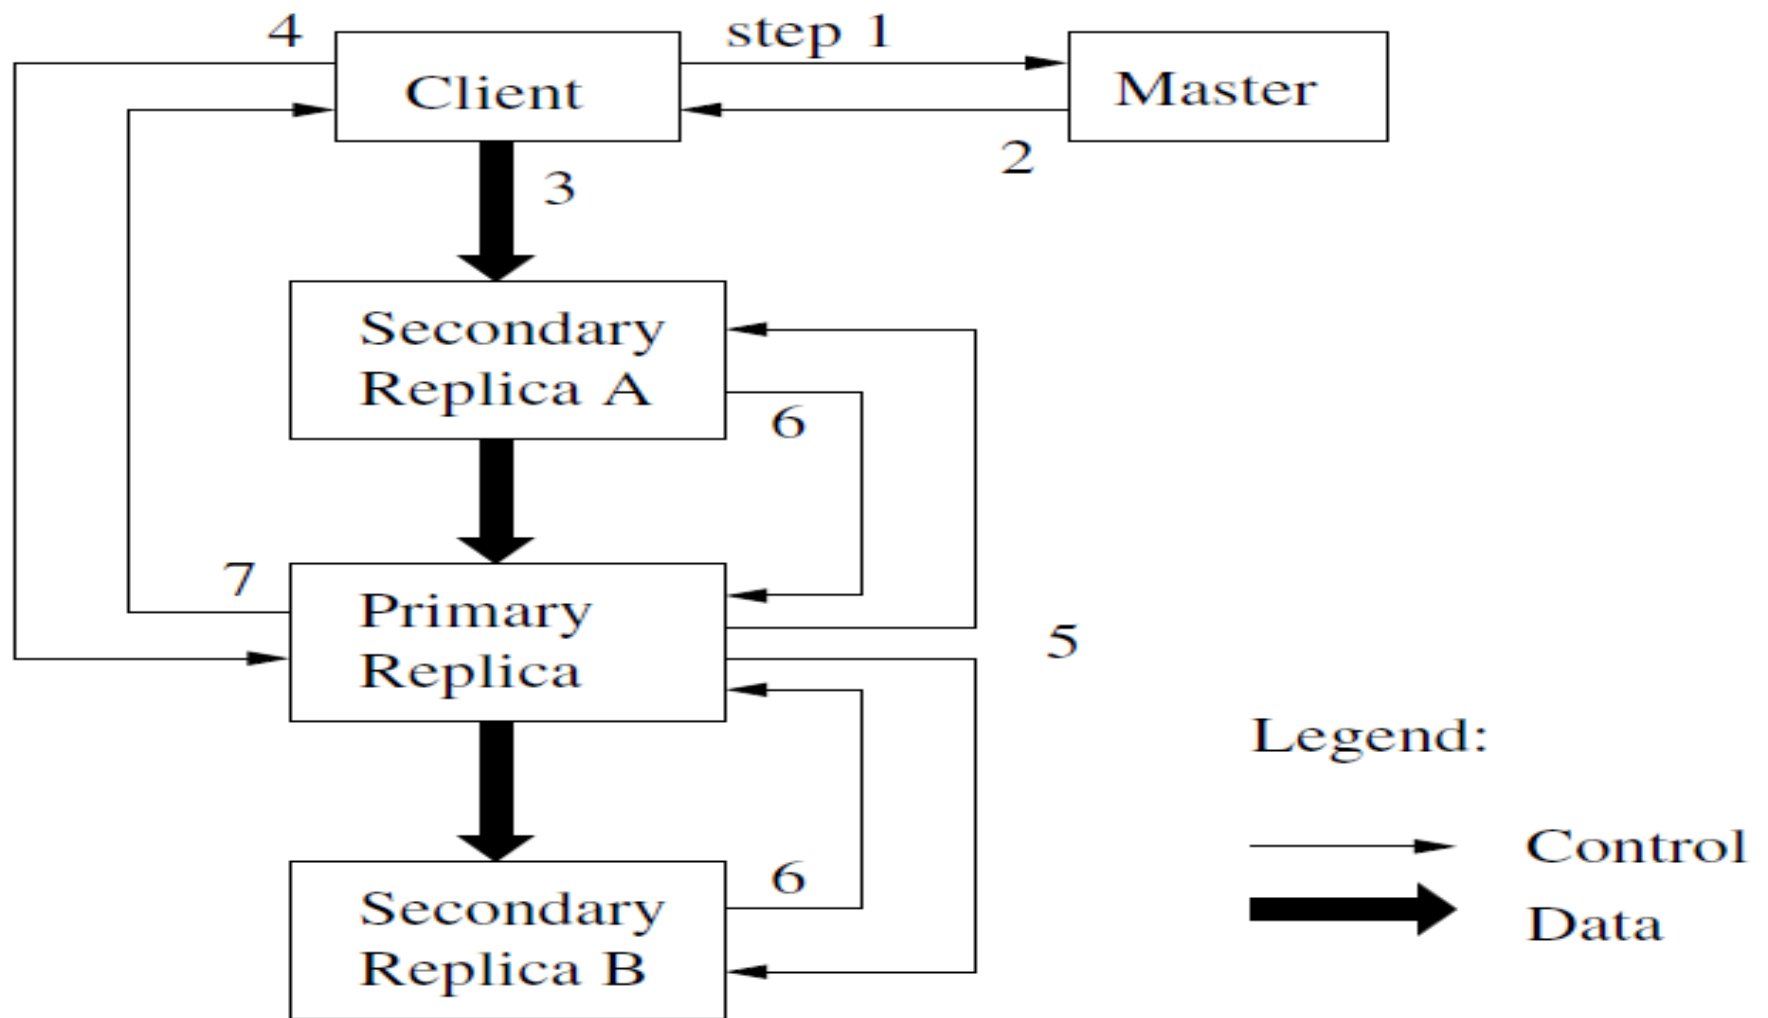 4
step 1
Client
Master
2
3
Secondary
Replica A
6
7
Primary
Replica
5
Legend:
Control
6
Secondary
Replica B
Data